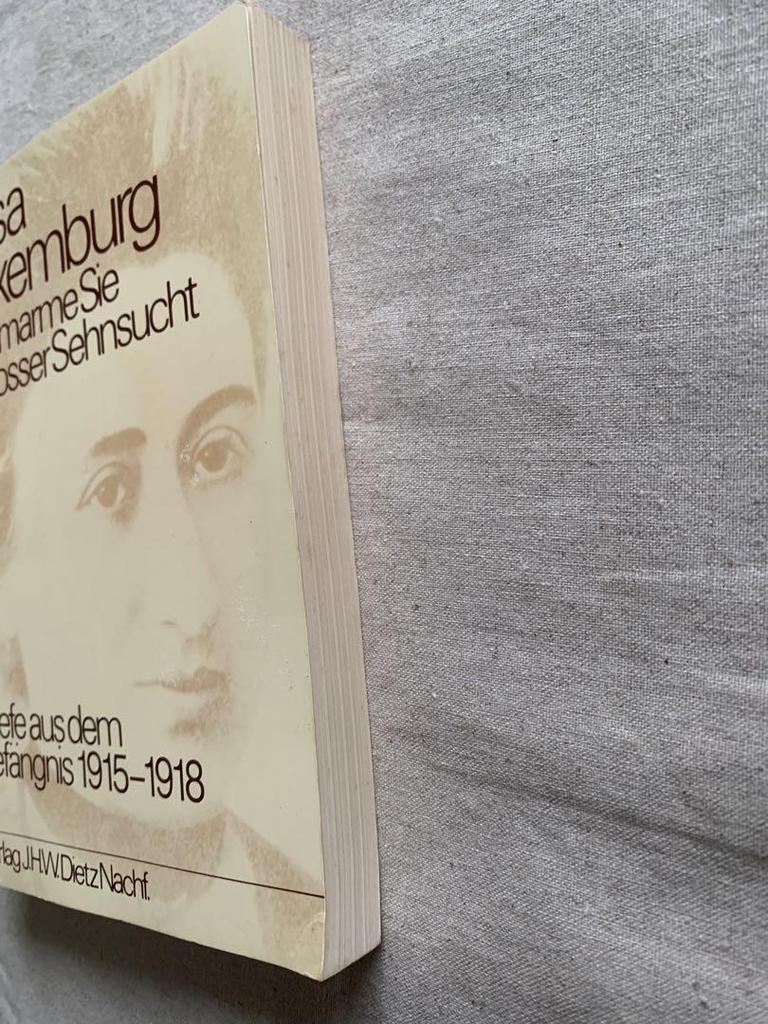 sa
xemburg
marme Sie
osser Sehnsucht
efe aus dem
efängnis 1915–1918
rlag J.H.W. Dietz Nachf.